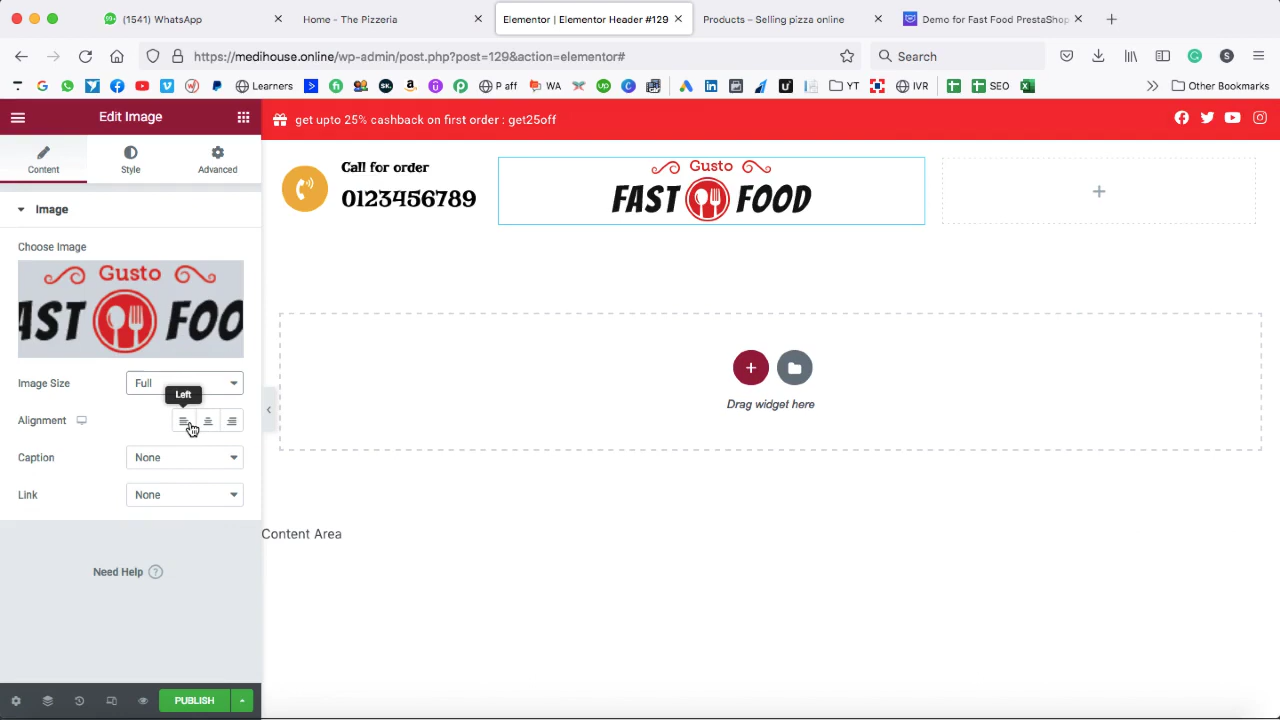 (1541) WhatsApp
Home - The Pizzeria
Elementor | Elementor Header #129
Products – Selling pizza online
Demo for Fast Food PrestaShop
https://medihouse.online/wp-admin/post.php?post=129&action=elementor#
Search
Learners
P aff
WA
YT
IVR
SEO
Other Bookmarks
Edit Image
get upto 25% cashback on first order : get25off
Content
Style
Advanced
Call for order
0123456789
Gusto
FAST FOOD
Image
Choose Image
Gusto
AST FOO
Image Size
Full
Left
Alignment
Caption
None
Link
None
Drag widget here
Content Area
Need Help
PUBLISH